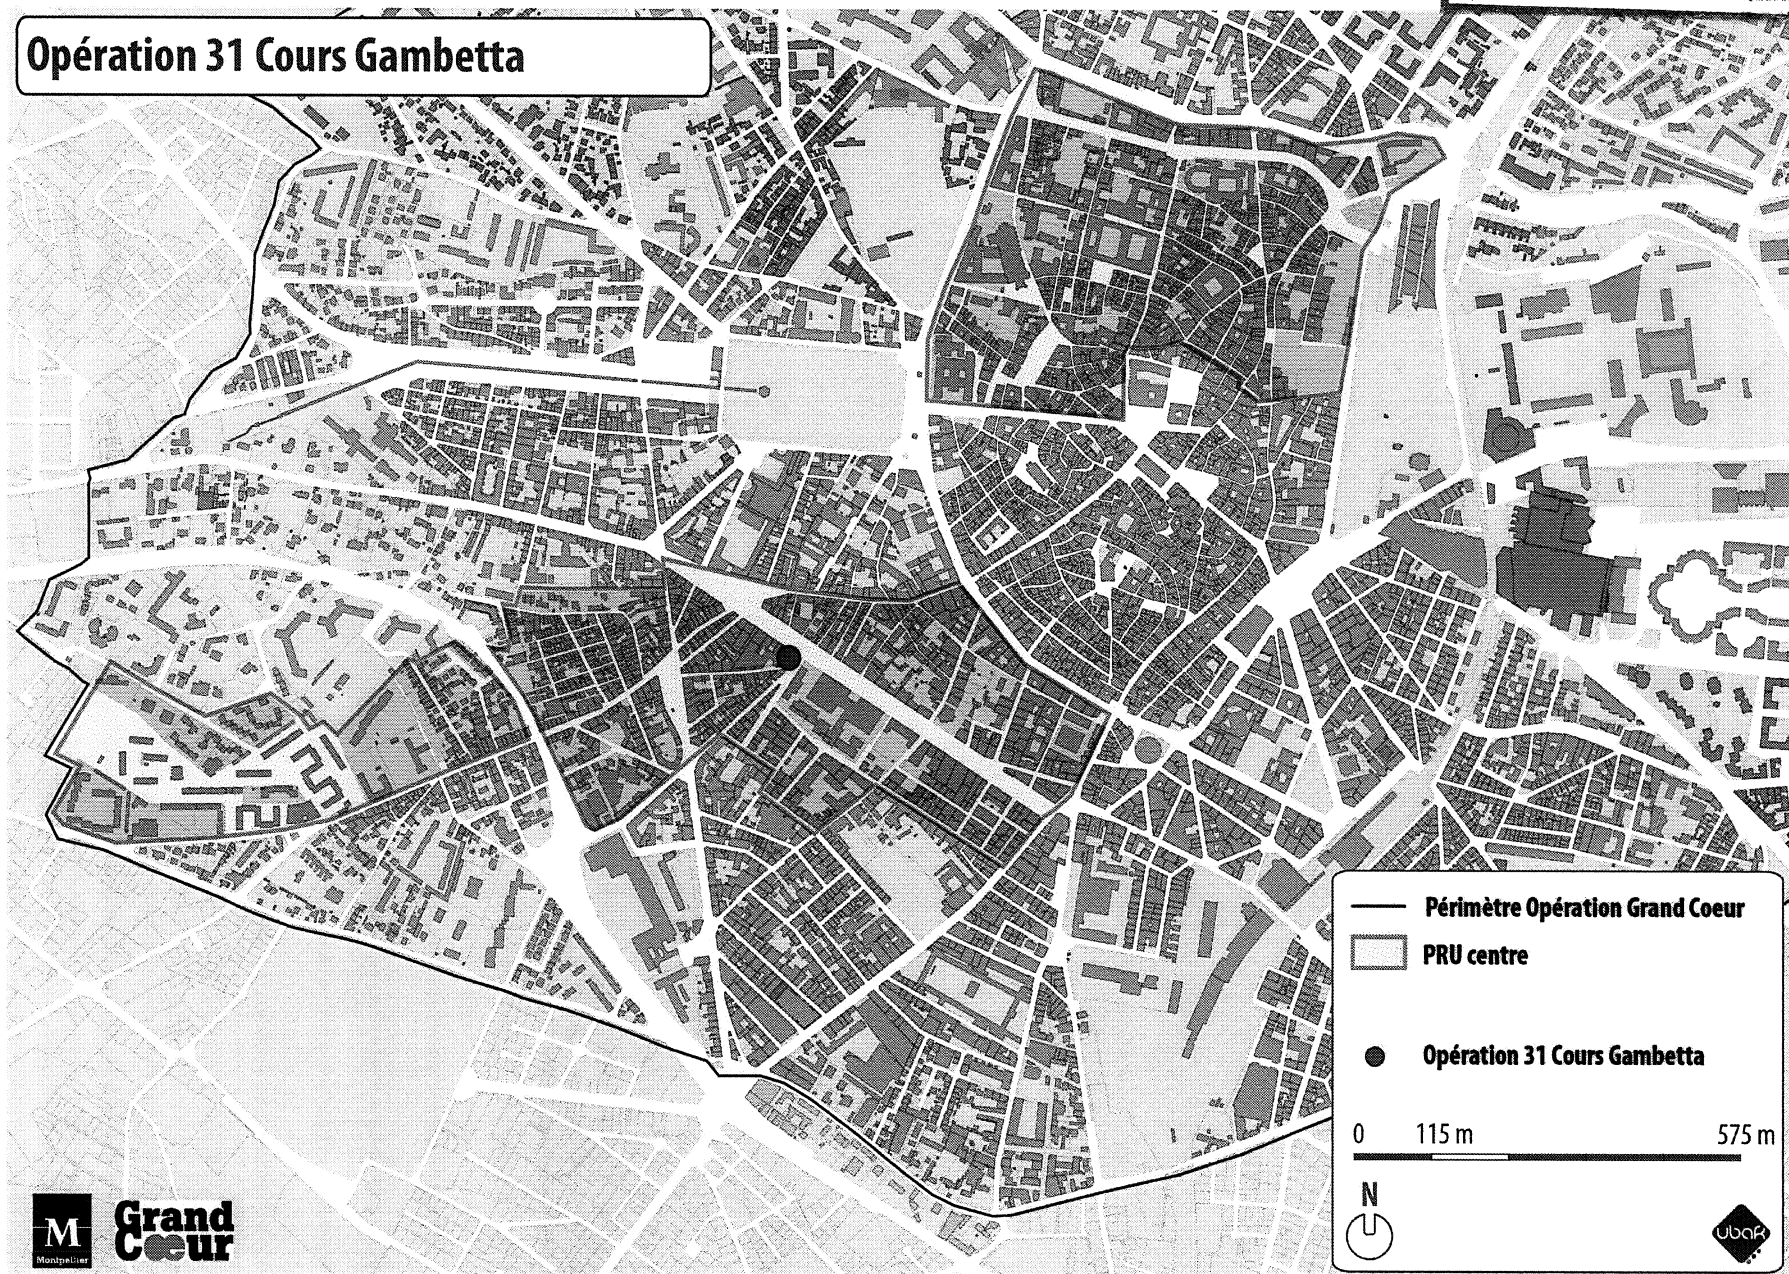 Opération 31 Cours Gambetta
Périmètre Opération Grand Coeur
PRU centre
Opération 31 Cours Gambetta
0 115 m 575 m
N
M
Montpellier
Grand
Cœur
ubak